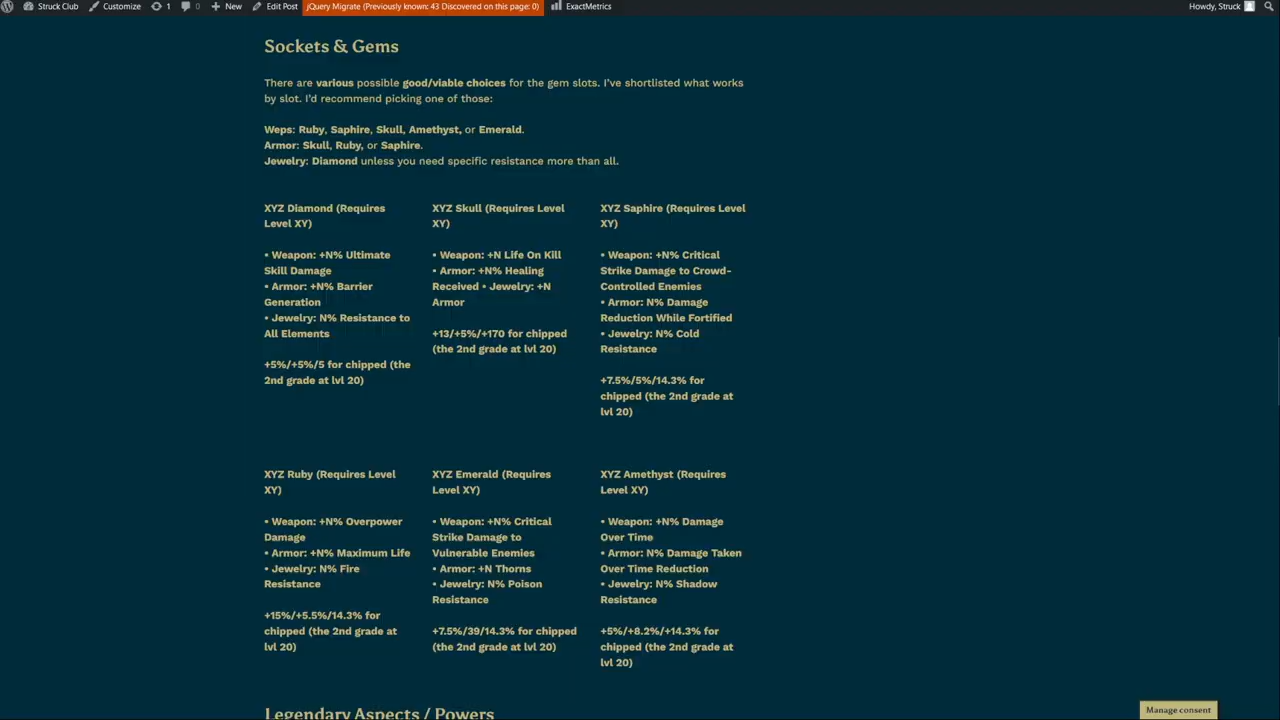 Struck Club Customize 1 0 New Edit Post jQuery Migrate (Previously known: 43 Discovered on this page: 0) ExactMetrics Howdy, Struck
Sockets & Gems
There are various possible good/viable choices for the gem slots. I've shortlisted what works
by slot. I'd recommend picking one of those:
Weps: Ruby, Saphire, Skull, Amethyst, or Emerald.
Armor: Skull, Ruby, or Saphire.
Jewelry: Diamond unless you need specific resistance more than all.
XYZ Diamond (Requires
Level XY)
• Weapon: +N% Ultimate
Skill Damage
• Armor: +N% Barrier
Generation
• Jewelry: N% Resistance to
All Elements
+5%/+5%/5 for chipped (the
2nd grade at lvl 20)
XYZ Skull (Requires Level
XY)
• Weapon: +N Life On Kill
• Armor: +N% Healing
Received • Jewelry: +N
Armor
+13/+5%/+170 for chipped
(the 2nd grade at lvl 20)
XYZ Saphire (Requires Level
XY)
• Weapon: +N% Critical
Strike Damage to Crowd-
Controlled Enemies
• Armor: N% Damage
Reduction While Fortified
• Jewelry: N% Cold
Resistance
+7.5%/5%/14.3% for
chipped (the 2nd grade at
lvl 20)
XYZ Ruby (Requires Level
XY)
• Weapon: +N% Overpower
Damage
• Armor: +N% Maximum Life
• Jewelry: N% Fire
Resistance
+15%/+5.5%/14.3% for
chipped (the 2nd grade at
lvl 20)
XYZ Emerald (Requires
Level XY)
• Weapon: +N% Critical
Strike Damage to
Vulnerable Enemies
• Armor: +N Thorns
• Jewelry: N% Poison
Resistance
+7.5%/39/14.3% for chipped
(the 2nd grade at lvl 20)
XYZ Amethyst (Requires
Level XY)
• Weapon: +N% Damage
Over Time
• Armor: N% Damage Taken
Over Time Reduction
• Jewelry: N% Shadow
Resistance
+5%/+8.2%/+14.3% for
chipped (the 2nd grade at
lvl 20)
Legendary Aspects / Powers
Manage consent